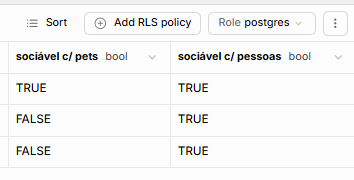 Sort Add RLS policy Role postgres
sociável c/ pets bool sociável c/ pessoas bool
TRUE TRUE
FALSE TRUE
FALSE TRUE